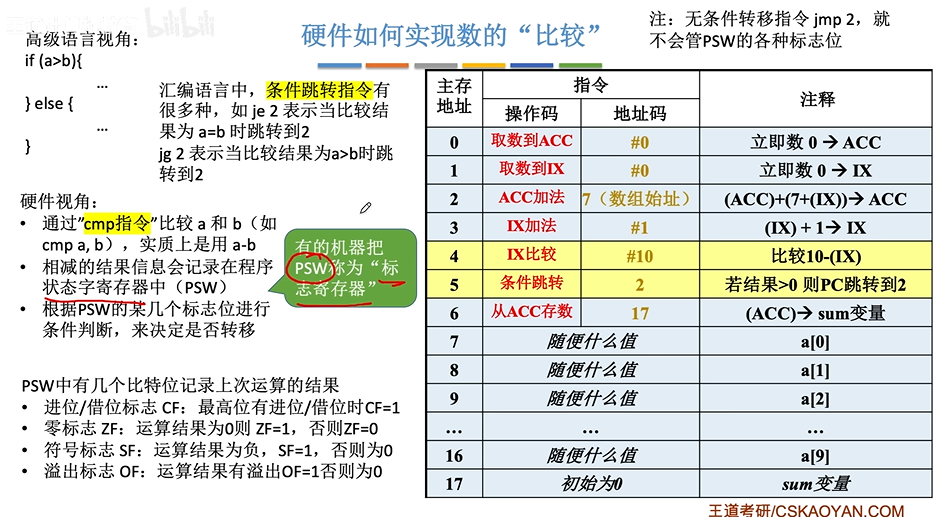 bilibili
硬件如何实现数的“比较”
注：无条件转移指令 jmp 2，就
不会管PSW的各种标志位
高级语言视角：
if (a>b){
…
} else {
…
}
汇编语言中，条件跳转指令有
很多种，如 je 2 表示当比较结
果为 a=b 时跳转到2
jg 2 表示当比较结果为a>b时跳
转到2
硬件视角：
• 通过”cmp指令”比较 a 和 b（如
cmp a, b），实质上是用 a-b
• 相减的结果信息会记录在程序
状态字寄存器中（PSW）
• 根据PSW的某几个标志位进行
条件判断，来决定是否转移
有的机器把
PSW称为“标
志寄存器”
PSW中有几个比特位记录上次运算的结果
• 进位/借位标志 CF：最高位有进位/借位时CF=1
• 零标志 ZF：运算结果为0则 ZF=1，否则ZF=0
• 符号标志 SF：运算结果为负，SF=1，否则为0
• 溢出标志 OF：运算结果有溢出OF=1否则为0
主存地址 指令 注释
操作码 地址码
0 取数到ACC #0 立即数 0 → ACC
1 取数到IX #0 立即数 0 → IX
2 ACC加法 7（数组始址） (ACC)+(7+(IX))→ ACC
3 IX加法 #1 (IX) + 1→ IX
4 IX比较 #10 比较10-(IX)
5 条件跳转 2 若结果>0 则PC跳转到2
6 从ACC存数 17 (ACC)→ sum变量
7 随便什么值 a[0]
8 随便什么值 a[1]
9 随便什么值 a[2]
… … …
16 随便什么值 a[9]
17 初始为0 sum变量
王道考研/CSKAOYAN.COM